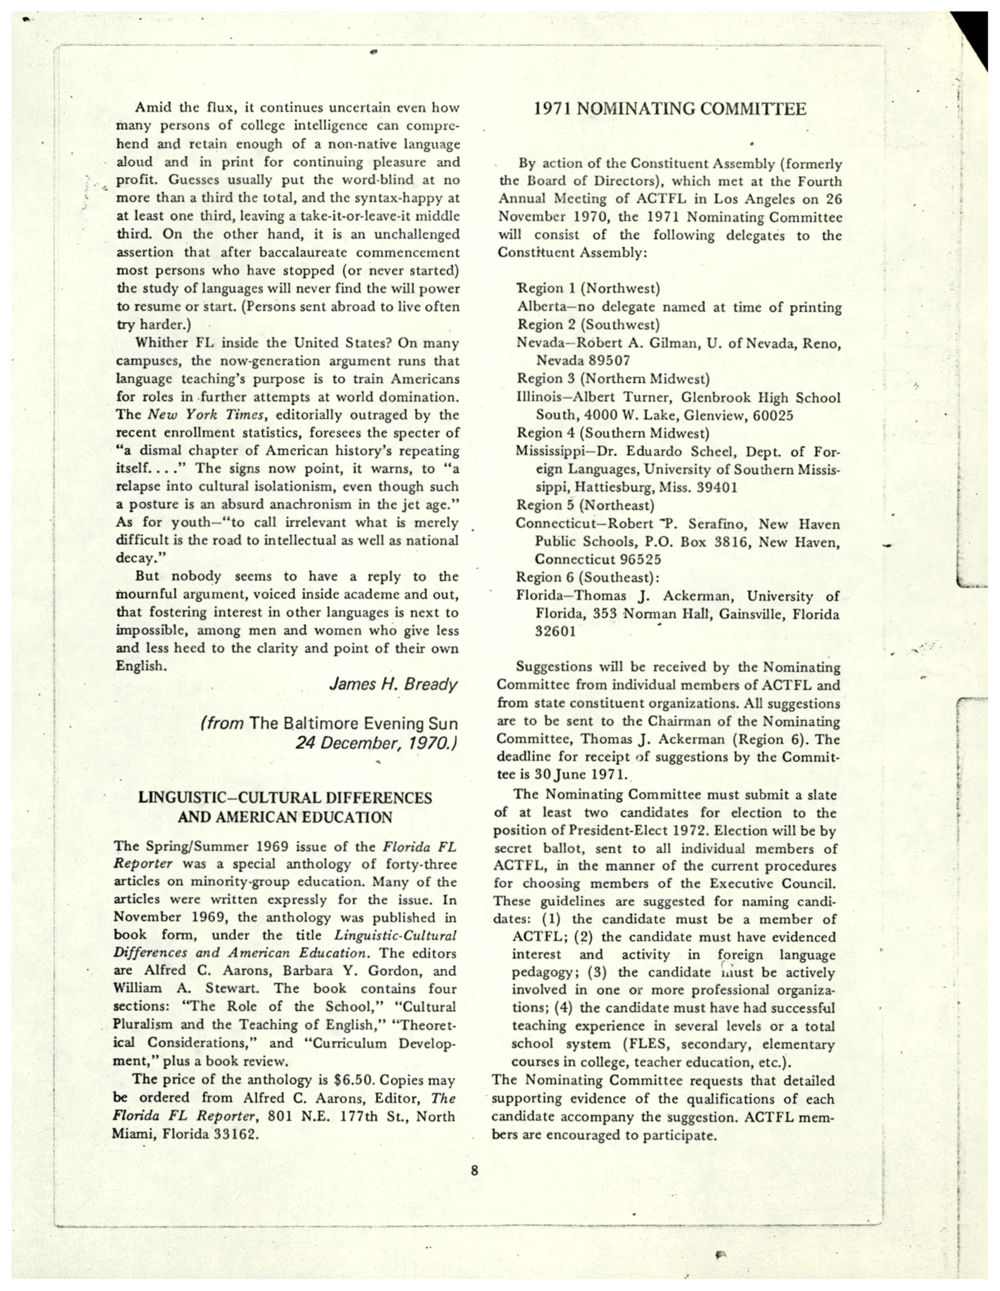 Amid the flux, it continues uncertain even how
many persons of college intelligence can compre-
hend and retain enough of a non-native language
aloud and in print for continuing pleasure and
profit. Guesses usually put the word-blind at no
more than a third the total, and the syntax-happy at
at least one third, leaving a take-it-or-leave-it middle
third. On the other hand, it is an unchallenged
assertion that after baccalaureate commencement
most persons who have stopped (or never started)
the study of languages will never find the will power
to resume or start. (Persons sent abroad to live often
try harder.)
Whither FL inside the United States? On many
campuses, the now-generation argument runs that
language teaching's purpose is to train Americans
for roles in further attempts at world domination.
The New York Times, editorially outraged by the
recent enrollment statistics, foresees the specter of
“a dismal chapter of American history's repeating
itself. . . .” The signs now point, it warns, to “a
relapse into cultural isolationism, even though such
a posture is an absurd anachronism in the jet age.”
As for youth—“to call irrelevant what is merely
difficult is the road to intellectual as well as national
decay.”
But nobody seems to have a reply to the
mournful argument, voiced inside academe and out,
that fostering interest in other languages is next to
impossible, among men and women who give less
and less heed to the clarity and point of their own
English.
James H. Bready
(from The Baltimore Evening Sun
24 December, 1970.)
LINGUISTIC—CULTURAL DIFFERENCES
AND AMERICAN EDUCATION
The Spring/Summer 1969 issue of the Florida FL
Reporter was a special anthology of forty-three
articles on minority-group education. Many of the
articles were written expressly for the issue. In
November 1969, the anthology was published in
book form, under the title Linguistic-Cultural
Differences and American Education. The editors
are Alfred C. Aarons, Barbara Y. Gordon, and
William A. Stewart. The book contains four
sections: “The Role of the School,” “Cultural
Pluralism and the Teaching of English,” “Theoret-
ical Considerations,” and “Curriculum Develop-
ment,” plus a book review.
The price of the anthology is $6.50. Copies may
be ordered from Alfred C. Aarons, Editor, The
Florida FL Reporter, 801 N.E. 177th St., North
Miami, Florida 33162.
1971 NOMINATING COMMITTEE
By action of the Constituent Assembly (formerly
the Board of Directors), which met at the Fourth
Annual Meeting of ACTFL in Los Angeles on 26
November 1970, the 1971 Nominating Committee
will consist of the following delegates to the
Constituent Assembly:
Region 1 (Northwest)
Alberta—no delegate named at time of printing
Region 2 (Southwest)
Nevada—Robert A. Gilman, U. of Nevada, Reno,
Nevada 89507
Region 3 (Northern Midwest)
Illinois—Albert Turner, Glenbrook High School
South, 4000 W. Lake, Glenview, 60025
Region 4 (Southern Midwest)
Mississippi—Dr. Eduardo Scheel, Dept. of For-
eign Languages, University of Southern Missis-
sippi, Hattiesburg, Miss. 39401
Region 5 (Northeast)
Connecticut—Robert P. Serafino, New Haven
Public Schools, P.O. Box 3816, New Haven,
Connecticut 96525
Region 6 (Southeast):
Florida—Thomas J. Ackerman, University of
Florida, 353 Norman Hall, Gainsville, Florida
32601
Suggestions will be received by the Nominating
Committee from individual members of ACTFL and
from state constituent organizations. All suggestions
are to be sent to the Chairman of the Nominating
Committee, Thomas J. Ackerman (Region 6). The
deadline for receipt of suggestions by the Commit-
tee is 30 June 1971.
The Nominating Committee must submit a slate
of at least two candidates for election to the
position of President-Elect 1972. Election will be by
secret ballot, sent to all individual members of
ACTFL, in the manner of the current procedures
for choosing members of the Executive Council.
These guidelines are suggested for naming candi-
dates: (1) the candidate must be a member of
ACTFL; (2) the candidate must have evidenced
interest and activity in foreign language
pedagogy; (3) the candidate must be actively
involved in one or more professional organiza-
tions; (4) the candidate must have had successful
teaching experience in several levels or a total
school system (FLES, secondary, elementary
courses in college, teacher education, etc.).
The Nominating Committee requests that detailed
supporting evidence of the qualifications of each
candidate accompany the suggestion. ACTFL mem-
bers are encouraged to participate.
8